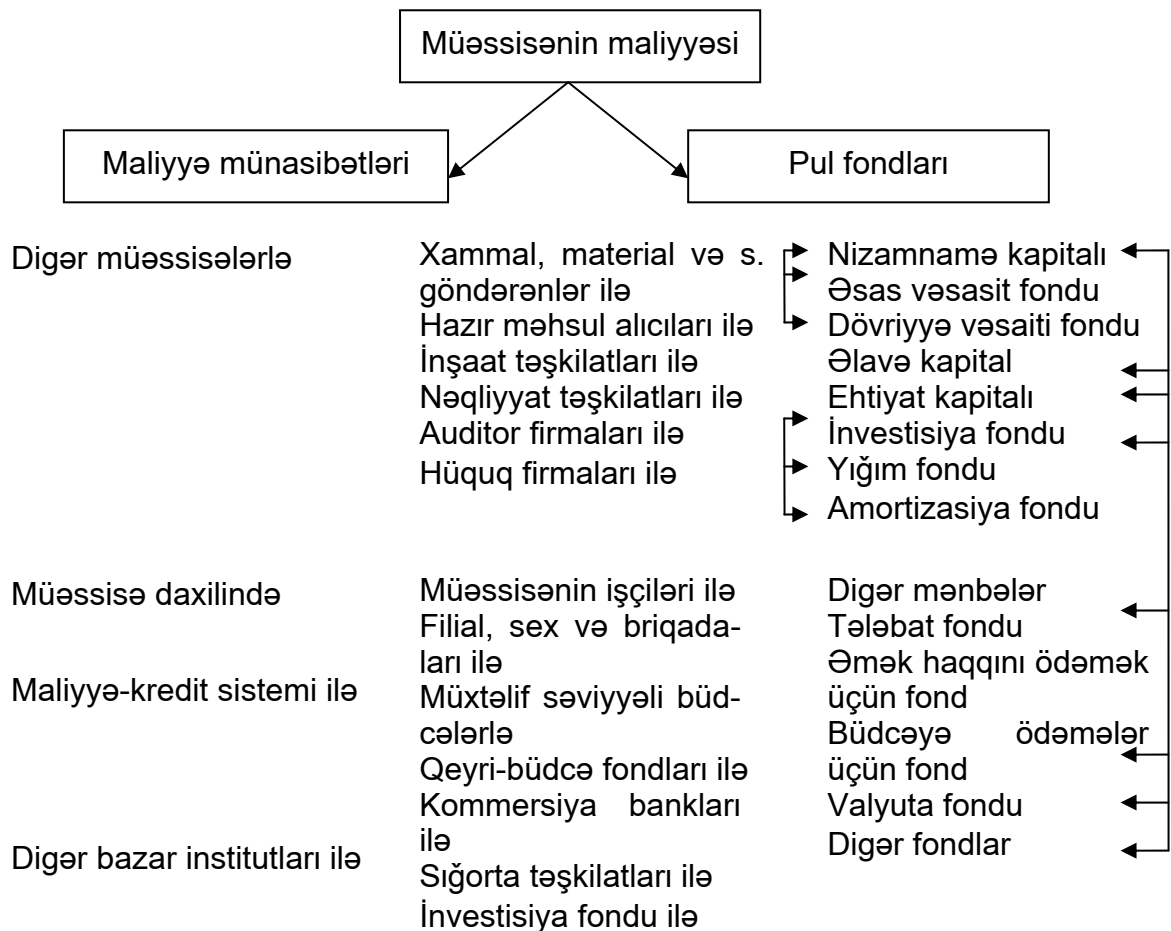 Müəssisənin maliyyəsi
Maliyyə münasibətləri
Pul fondları
Digər müəssisələrlə
Xammal, material və s.
göndərənlər ilə
Hazır məhsul alıcıları ilə
İnşaat təşkilatları ilə
Nəqliyyat təşkilatları ilə
Auditor firmaları ilə
Hüquq firmaları ilə
Nizamnamə kapitalı
Əsas vəsasit fondu
Dövriyyə vəsaiti fondu
Əlavə kapital
Ehtiyat kapitalı
İnvestisiya fondu
Yığım fondu
Amortizasiya fondu
Müəssisə daxilində
Maliyyə-kredit sistemi ilə
Digər bazar institutları ilə
Müəssisənin işçiləri ilə
Filial, sex və briqada-
ları ilə
Müxtəlif səviyyəli büd-
cələrlə
Qeyri-büdcə fondları ilə
Kommersiya bankları
ilə
Sığorta təşkilatları ilə
İnvestisiya fondu ilə
Digər mənbələr
Tələbat fondu
Əmək haqqını ödəmək
üçün fond
Büdcəyə ödəmələr
üçün fond
Valyuta fondu
Digər fondlar